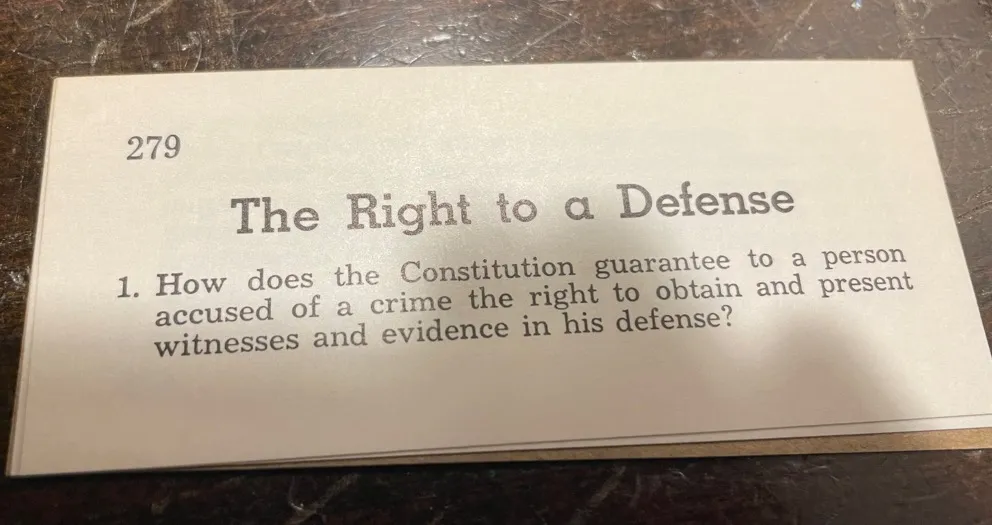 279
The Right to a Defense
1. How does the Constitution guarantee to a person
accused of a crime the right to obtain and present
witnesses and evidence in his defense?